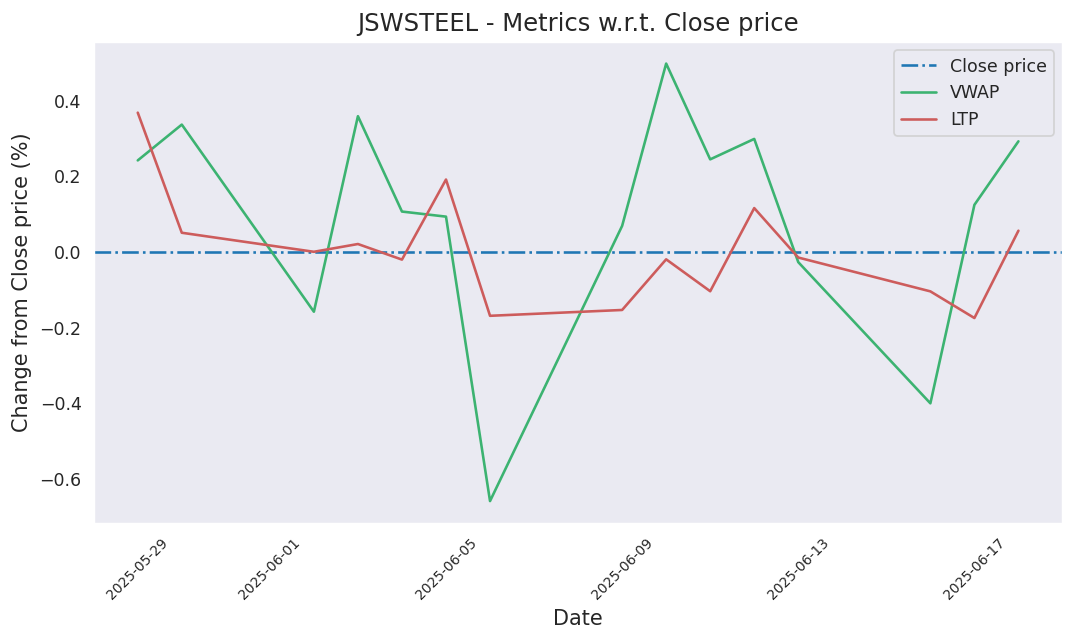 JSWSTEEL - Metrics w.r.t. Close price
Close price
VWAP
LTP
Change from Close price (%)
0.4
0.2
0.0
−0.2
−0.4
−0.6
2025-05-29
2025-06-01
2025-06-05
2025-06-09
2025-06-13
2025-06-17
Date